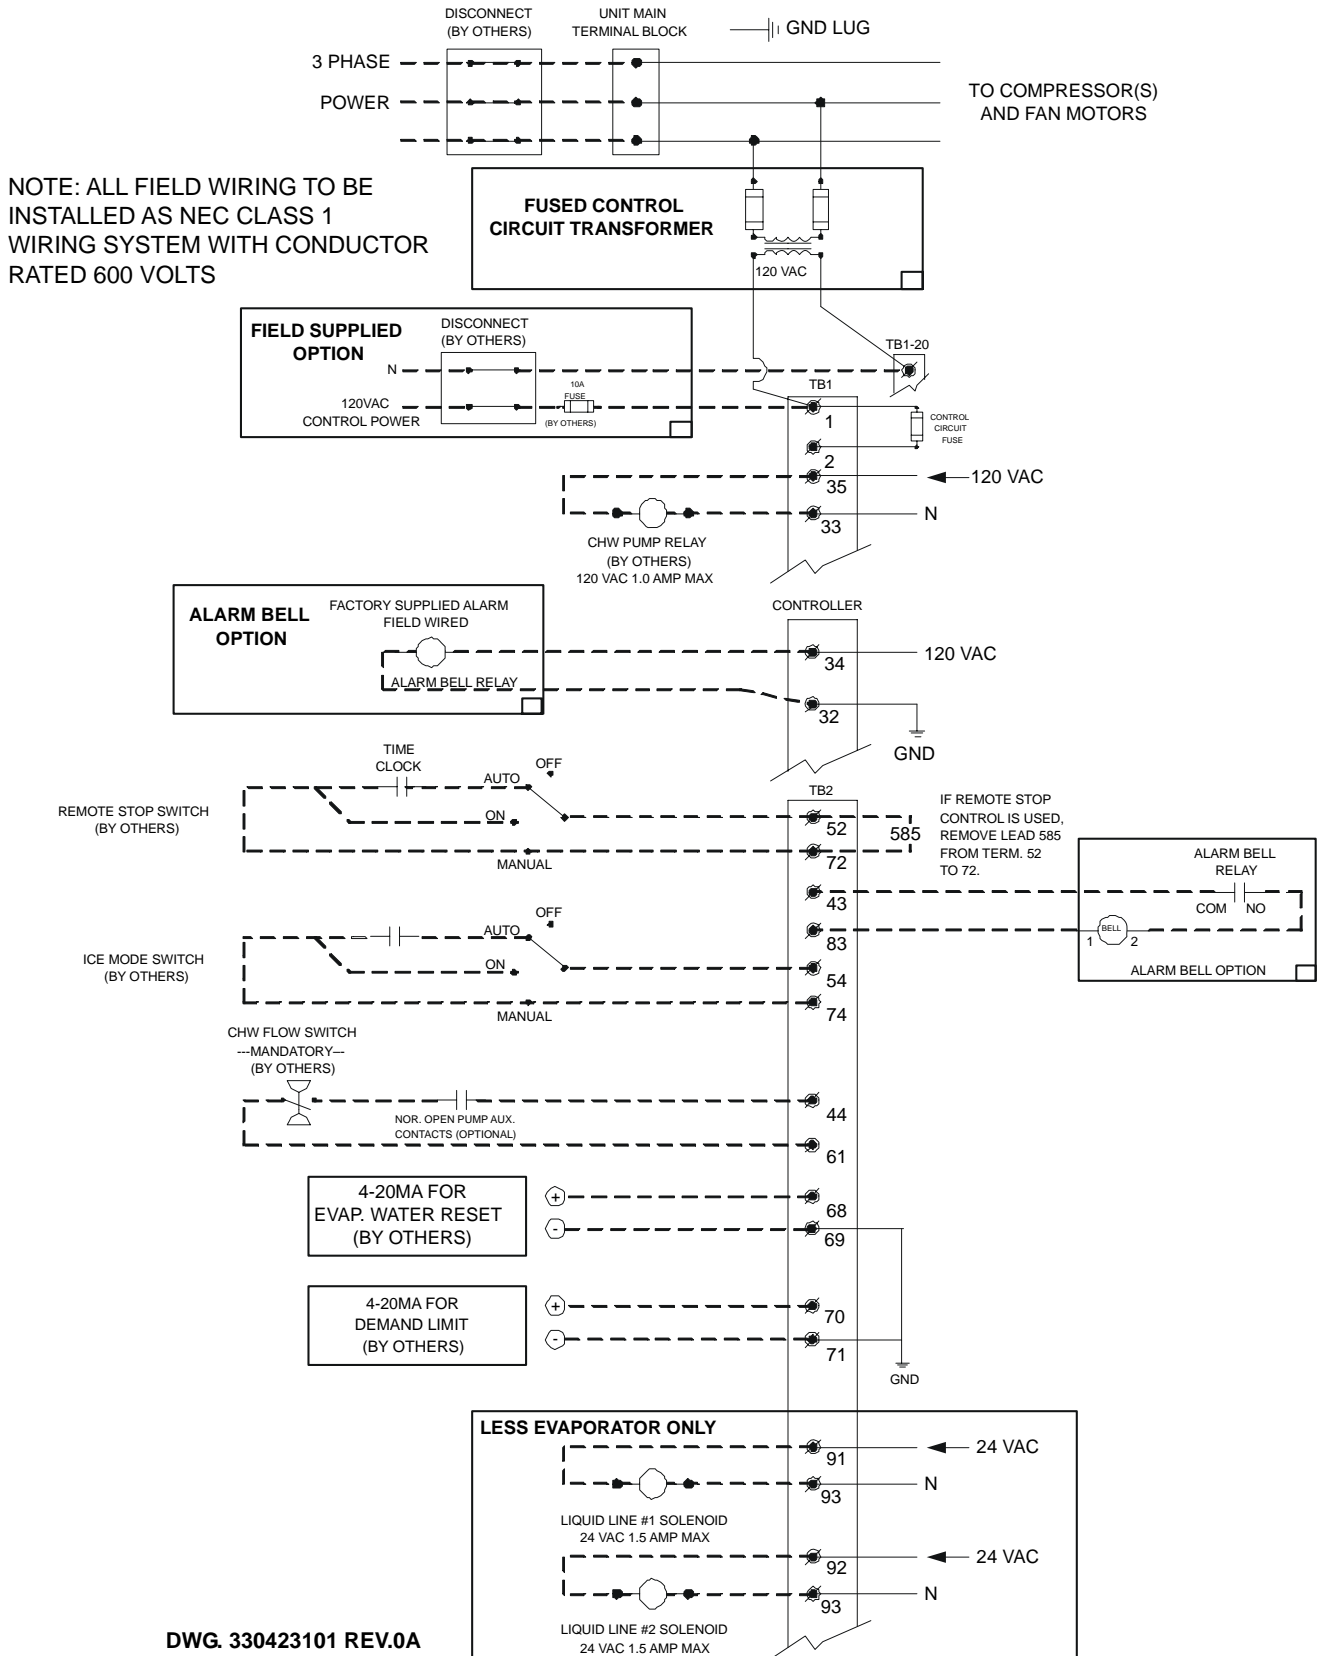 DISCONNECT
(BY OTHERS)
UNIT MAIN
TERMINAL BLOCK
GND LUG
3 PHASE
POWER
TO COMPRESSOR(S)
AND FAN MOTORS
NOTE: ALL FIELD WIRING TO BE
INSTALLED AS NEC CLASS 1
WIRING SYSTEM WITH CONDUCTOR
RATED 600 VOLTS
FUSED CONTROL
CIRCUIT TRANSFORMER
120 VAC
FIELD SUPPLIED
OPTION
DISCONNECT
(BY OTHERS)
N
120VAC
CONTROL POWER
10A
FUSE
(BY OTHERS)
TB1-20
TB1
1
2
CONTROL
CIRCUIT
FUSE
35
120 VAC
33
N
CHW PUMP RELAY
(BY OTHERS)
120 VAC 1.0 AMP MAX
ALARM BELL
OPTION
FACTORY SUPPLIED ALARM
FIELD WIRED
ALARM BELL RELAY
CONTROLLER
34
120 VAC
32
GND
REMOTE STOP SWITCH
(BY OTHERS)
TIME
CLOCK
AUTO
OFF
ON
MANUAL
TB2
52
585
72
IF REMOTE STOP
CONTROL IS USED,
REMOVE LEAD 585
FROM TERM. 52
TO 72.
43
83
ALARM BELL
RELAY
COM
NO
1
BELL
2
ALARM BELL OPTION
ICE MODE SWITCH
(BY OTHERS)
AUTO
OFF
ON
MANUAL
54
74
CHW FLOW SWITCH
---MANDATORY---
(BY OTHERS)
NOR. OPEN PUMP AUX.
CONTACTS (OPTIONAL)
44
61
4-20MA FOR
EVAP. WATER RESET
(BY OTHERS)
+
-
68
69
4-20MA FOR
DEMAND LIMIT
(BY OTHERS)
+
-
70
71
GND
LESS EVAPORATOR ONLY
91
24 VAC
93
N
LIQUID LINE #1 SOLENOID
24 VAC 1.5 AMP MAX
92
24 VAC
93
N
LIQUID LINE #2 SOLENOID
24 VAC 1.5 AMP MAX
DWG. 330423101 REV.0A